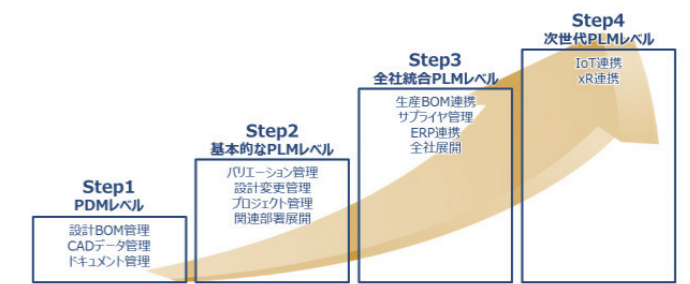 Step1
PDMレベル
設計BOM管理
CADデータ管理
ドキュメント管理
Step2
基本的なPLMレベル
バリエーション管理
設計変更管理
プロジェクト管理
関連部署展開
Step3
全社統合PLMレベル
生産BOM連携
サプライヤ管理
ERP連携
全社展開
Step4
次世代PLMレベル
IoT連携
xR連携